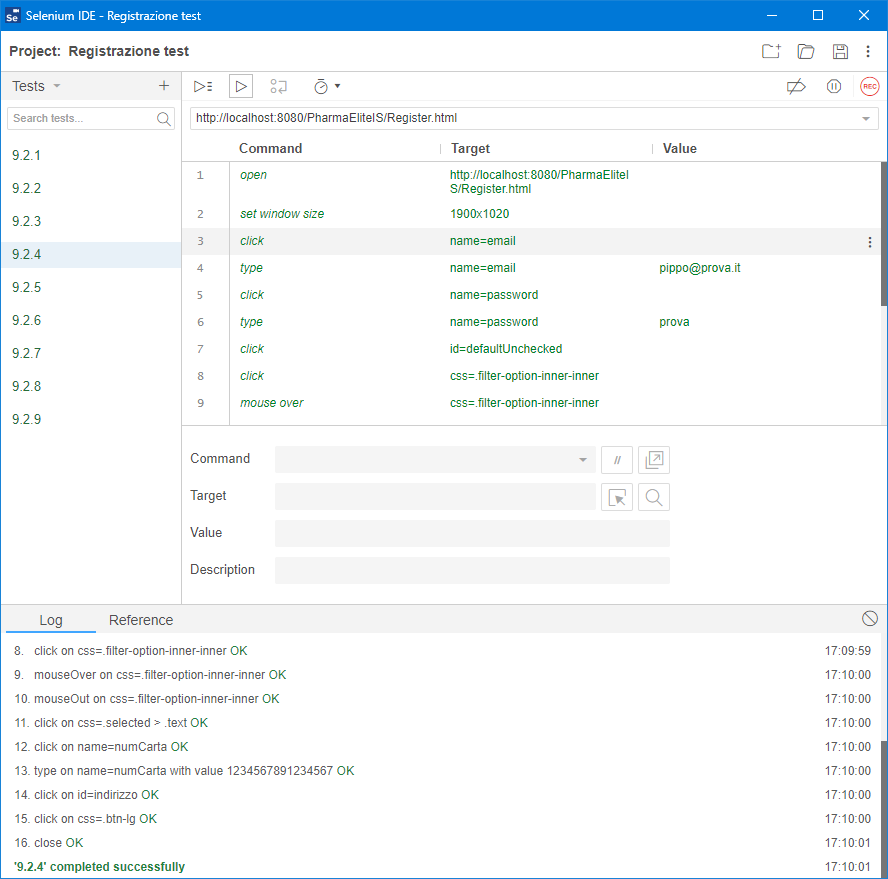 Se Selenium IDE - Registrazione test
Project: Registrazione test
Tests
Search tests...
9.2.1
9.2.2
9.2.3
9.2.4
9.2.5
9.2.6
9.2.7
9.2.8
9.2.9
REC
http://localhost:8080/PharmaEliteIS/Register.html
Command Target Value
1 open http://localhost:8080/PharmaEliteI
S/Register.html
2 set window size 1900x1020
3 click name=email
4 type name=email pippo@prova.it
5 click name=password
6 type name=password prova
7 click id=defaultUnchecked
8 click css=.filter-option-inner-inner
9 mouse over css=.filter-option-inner-inner
Command //
Target
Value
Description
Log Reference
8. click on css=.filter-option-inner-inner OK 17:09:59
9. mouseOver on css=.filter-option-inner-inner OK 17:10:00
10. mouseOut on css=.filter-option-inner-inner OK 17:10:00
11. click on css=.selected > .text OK 17:10:00
12. click on name=numCarta OK 17:10:00
13. type on name=numCarta with value 1234567891234567 OK 17:10:00
14. click on id=indirizzo OK 17:10:00
15. click on css=.btn-lg OK 17:10:00
16. close OK 17:10:01
'9.2.4' completed successfully 17:10:01